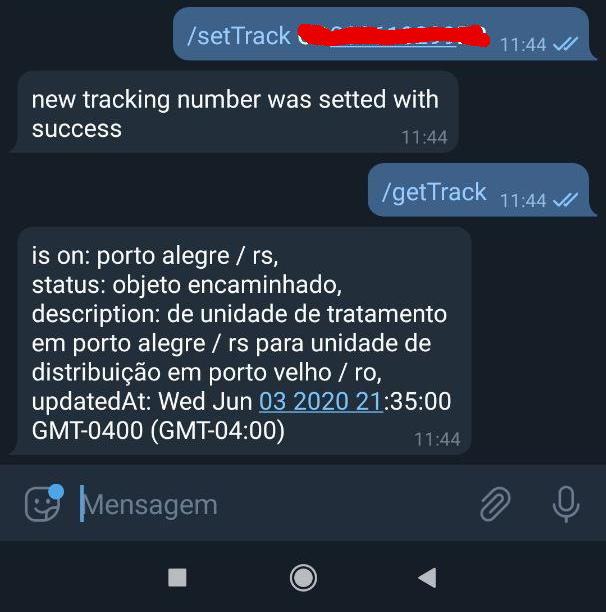 /setTrack
11:44
new tracking number was setted with
success
11:44
/getTrack
11:44
is on: porto alegre / rs,
status: objeto encaminhado,
description: de unidade de tratamento
em porto alegre / rs para unidade de
distribuição em porto velho / ro,
updatedAt: Wed Jun 03 2020 21:35:00
GMT-0400 (GMT-04:00)
11:44
Mensagem